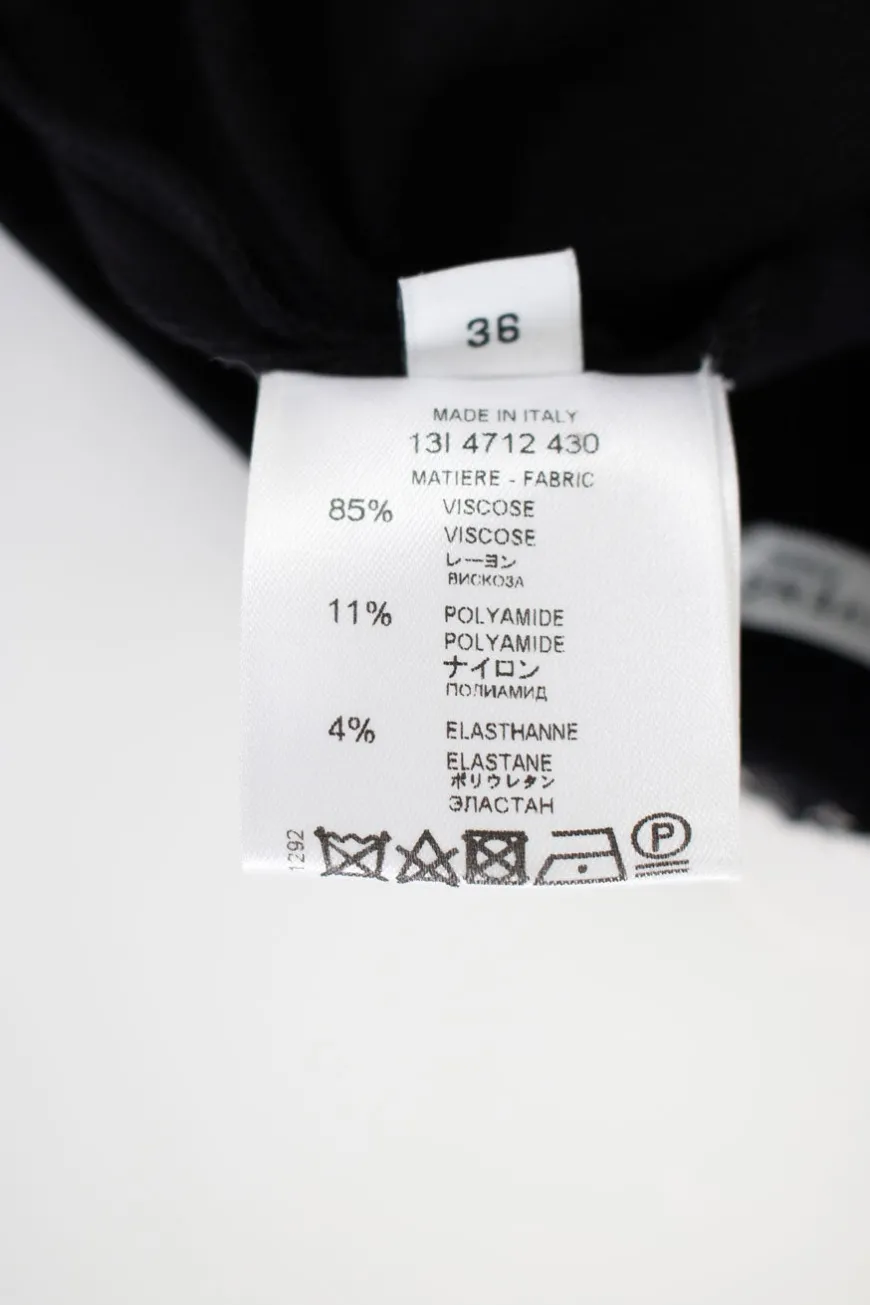 36
MADE IN ITALY
13I 4712 430
MATIERE - FABRIC
85% VISCOSE
VISCOSE
レーヨン
ВИСКОЗА
11% POLYAMIDE
POLYAMIDE
ナイロン
ПОЛИАМИД
4% ELASTHANNE
ELASTANE
ポリウレタン
ЭЛАСТАН
1292
P